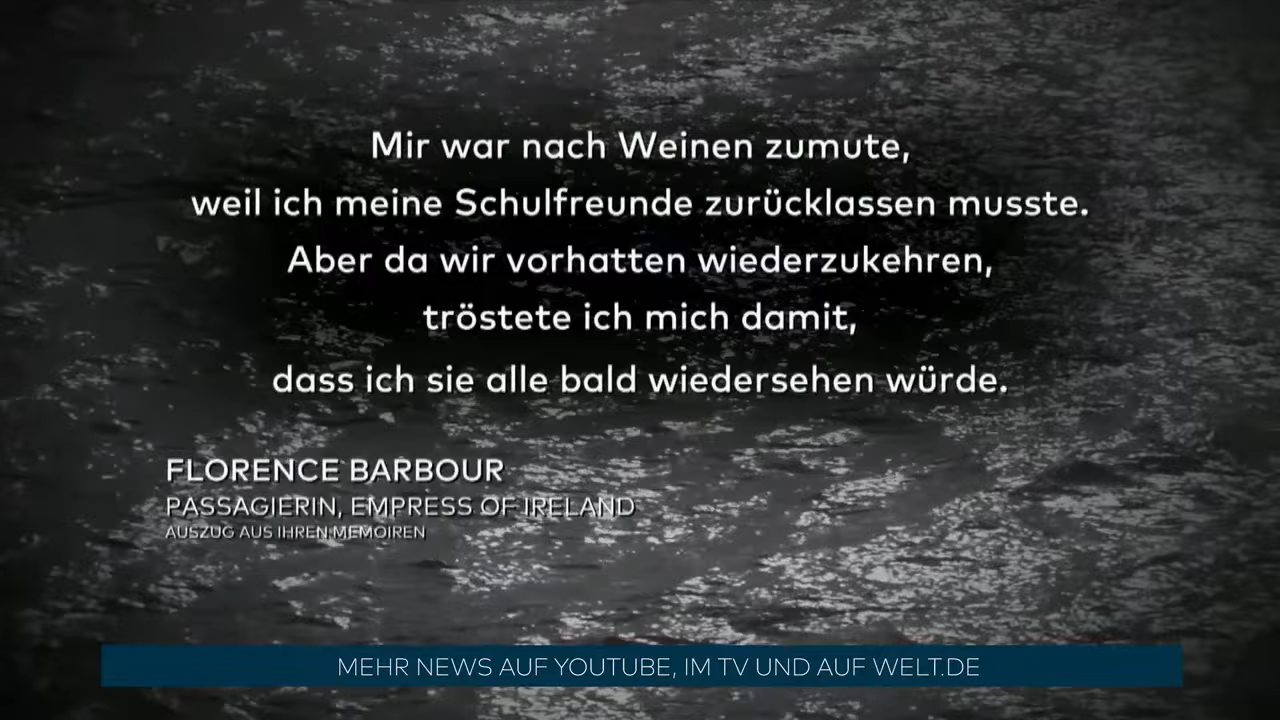 Mir war nach Weinen zumute,
weil ich meine Schulfreunde zurücklassen musste.
Aber da wir vorhatten wiederzukehren,
tröstete ich mich damit,
dass ich sie alle bald wiedersehen würde.
FLORENCE BARBOUR
PASSAGIERIN, EMPRESS OF IRELAND
AUSZUG AUS IHREN MEMOIREN
MEHR NEWS AUF YOUTUBE, IM TV UND AUF WELT.DE